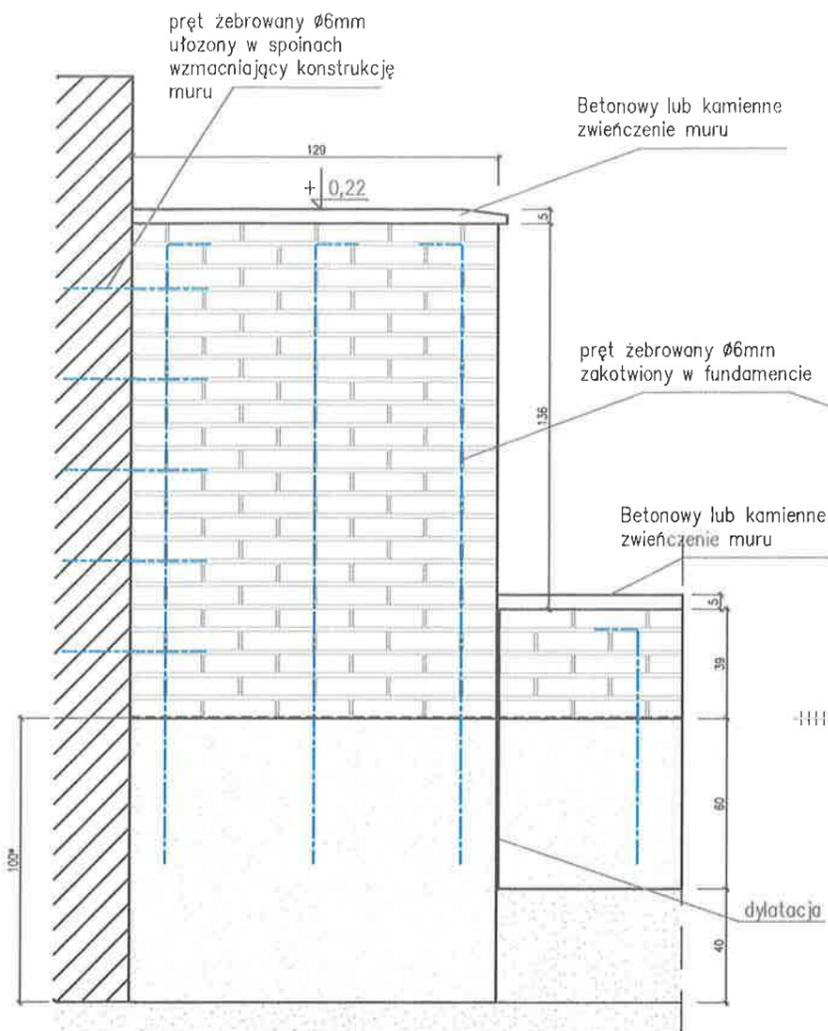 pręt żebrowany Ø6mm
ułozony w spoinach
wzmacniający konstrukcję
muru
Betonowy lub kamienne
zwieńczenie muru
129
+ 0,22
5
pręt żebrowany Ø6mm
zakotwiony w fundamencie
136
Betonowy lub kamienne
zwieńczenie muru
5
39
60
100*
dylatacja
40